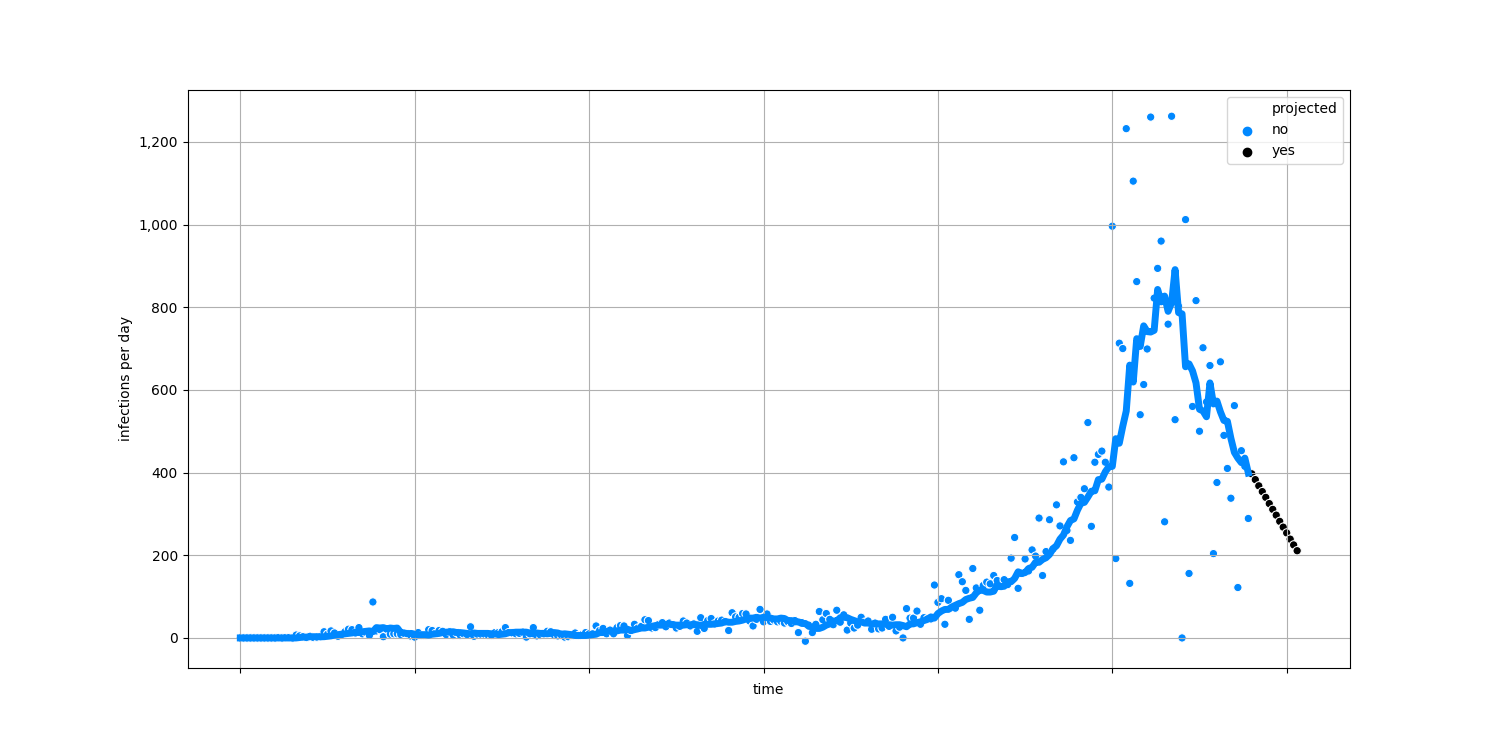 projected
no
yes
1,200
1,000
800
600
400
200
0
infections per day
time